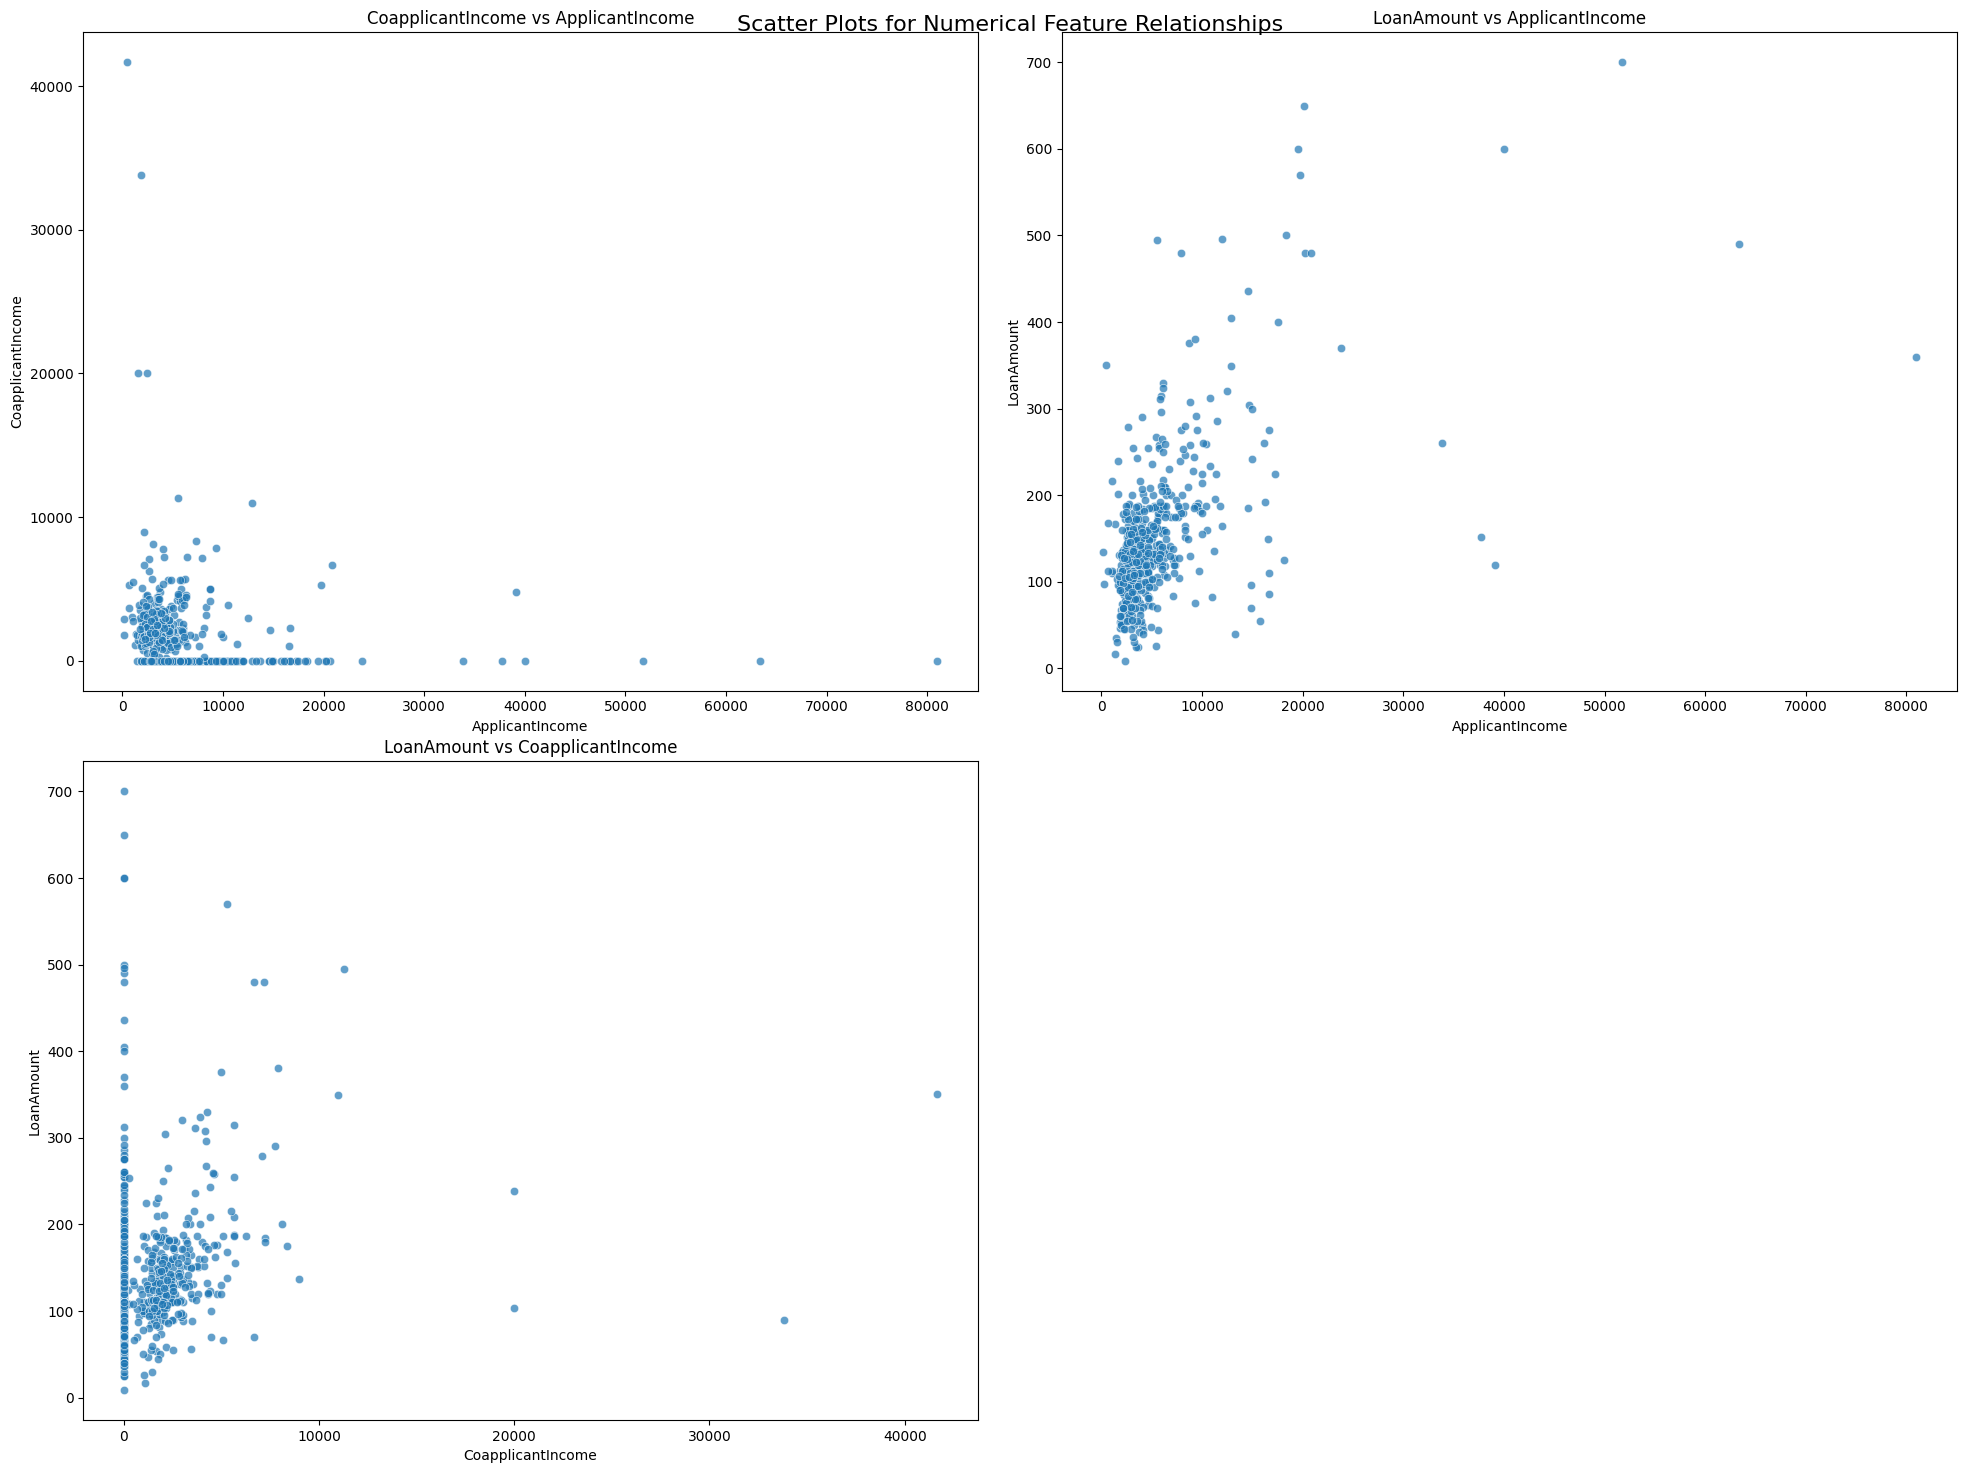 Scatter Plots for Numerical Feature Relationships
CoapplicantIncome vs ApplicantIncome
40000
30000
20000
10000
0
CoapplicantIncome
0 10000 20000 30000 40000 50000 60000 70000 80000
ApplicantIncome
LoanAmount vs ApplicantIncome
700
600
500
400
300
200
100
0
LoanAmount
0 10000 20000 30000 40000 50000 60000 70000 80000
ApplicantIncome
LoanAmount vs CoapplicantIncome
700
600
500
400
300
200
100
0
LoanAmount
0 10000 20000 30000 40000
CoapplicantIncome